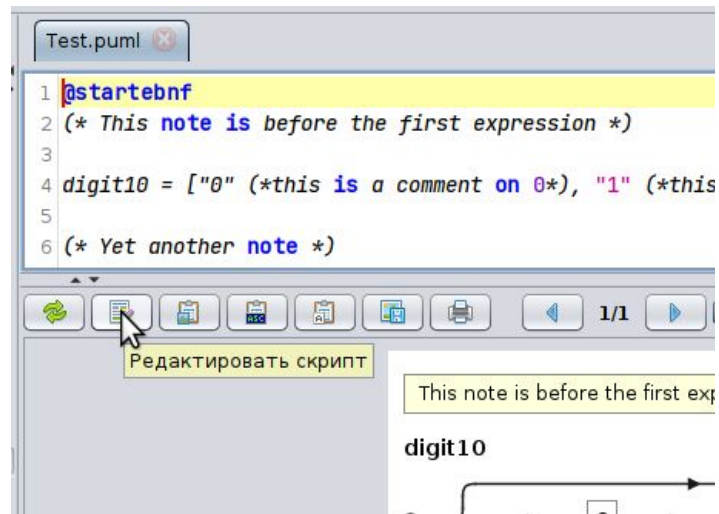 Test.puml
1 @startebnf
2 (* This note is before the first expression *)
3
4 digit10 = ["0" (*this is a comment on 0*), "1" (*this
5
6 (* Yet another note *)
ASC A 1/1
Редактировать скрипт
This note is before the first exp
digit10